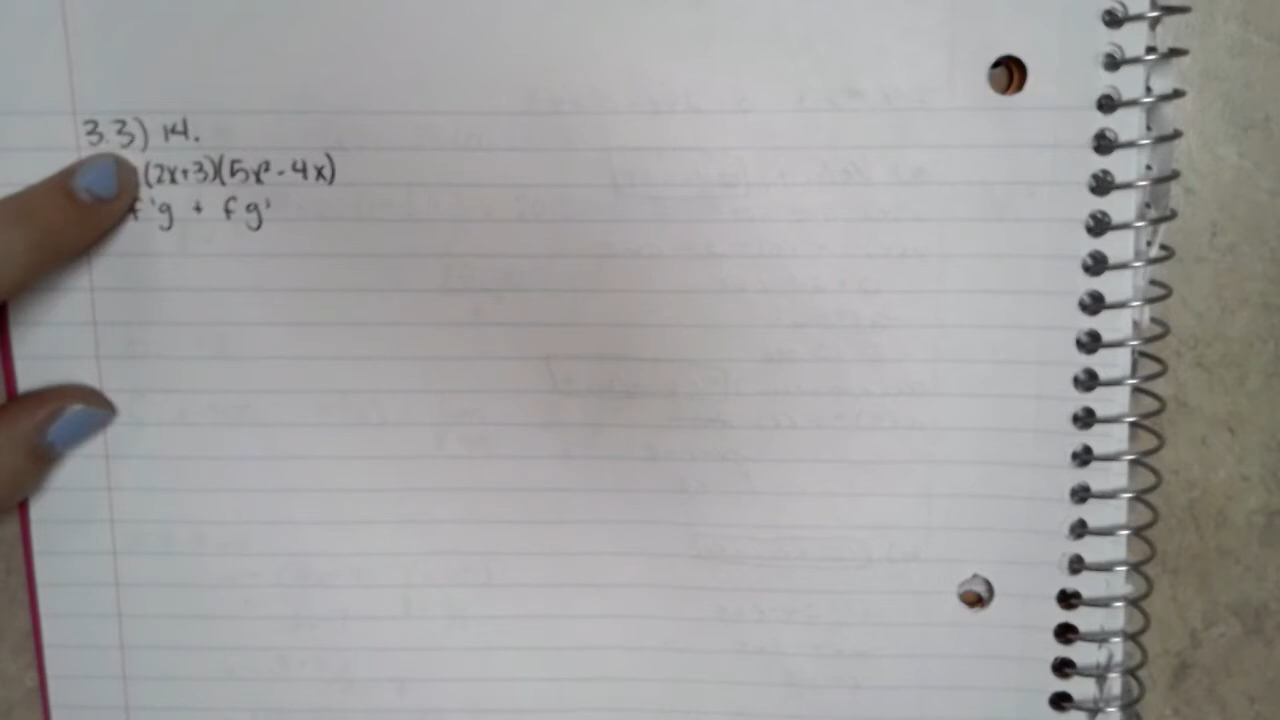 3.3) 14.
(2x+3)(5x² - 4x)
f'g + fg'